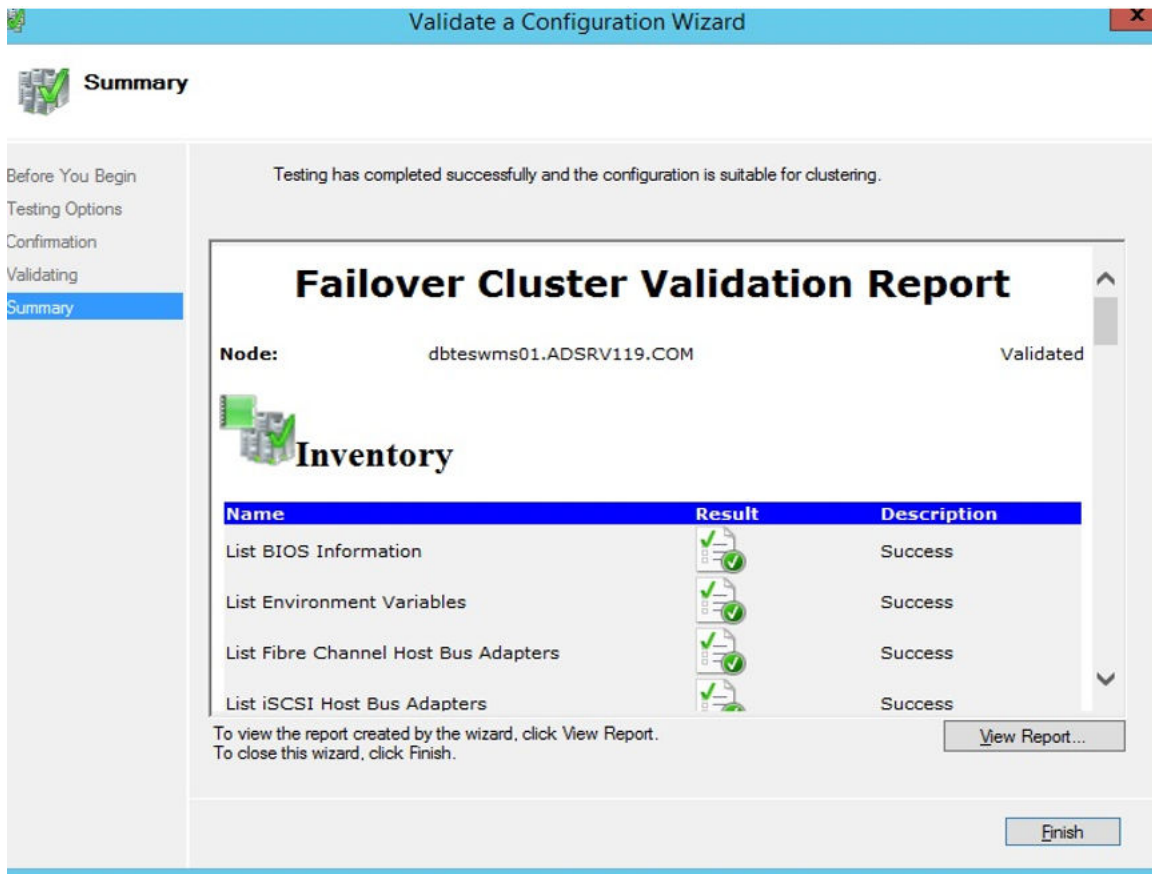 Validate a Configuration Wizard
x
Summary
Before You Begin
Testing Options
Confirmation
Validating
Summary
Testing has completed successfully and the configuration is suitable for clustering.
Failover Cluster Validation Report
Node: dbteswms01.ADSRV119.COM Validated
Inventory
Name Result Description
List BIOS Information Success
List Environment Variables Success
List Fibre Channel Host Bus Adapters Success
List iSCSI Host Bus Adapters Success
To view the report created by the wizard, click View Report.
To close this wizard, click Finish.
View Report...
Finish